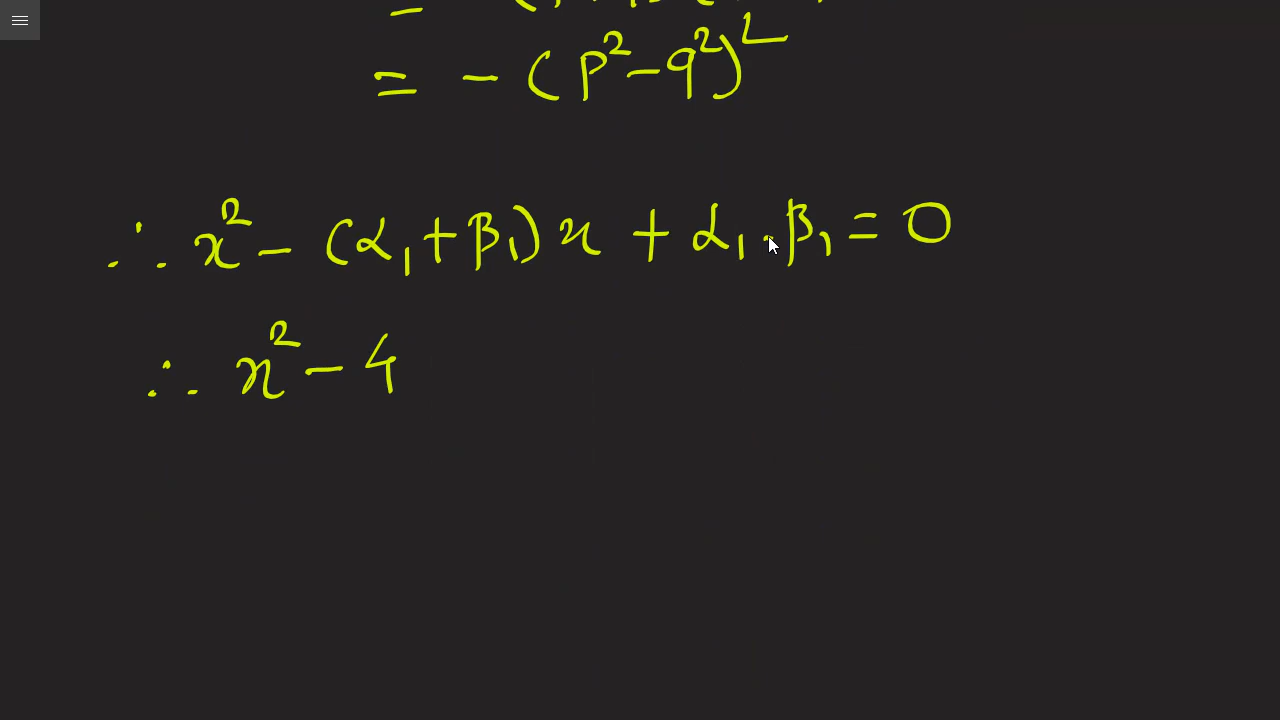 = - (p² - q²)²
∴ x² - (α₁ + β₁) x + α₁ . β₁ = 0
∴ x² - 4